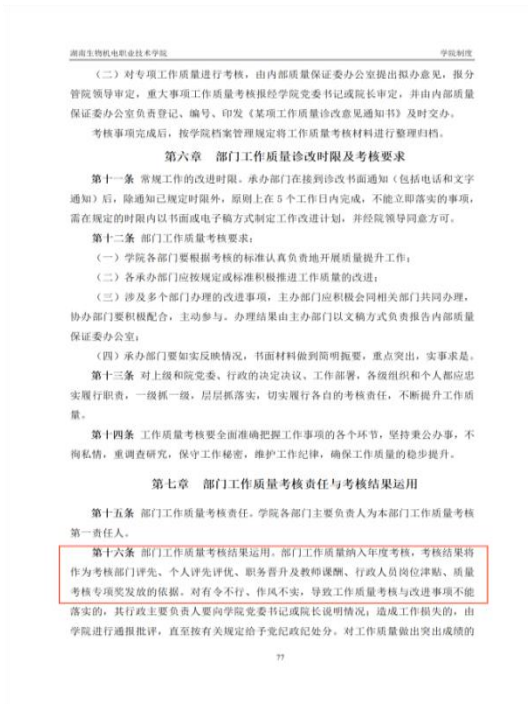 湖南生物机电职业技术学院 学院制度
（二）对专项工作质量进行考核，由内部质量保证委办公室提出拟办意见，报分
管院领导审定，重大事项工作质量考核报经学院党委书记或院长审定，并由内部质量
保证委办公室负责登记、编号、印发《某项工作质量诊改意见通知书》及时交办。
考核事项完成后，按学院档案管理规定将工作质量考核材料进行整理归档。
第六章 部门工作质量诊改时限及考核要求
第十一条 常规工作的改进时限。承办部门在接到诊改书面通知（包括电话和文字
通知）后，除通知已规定时限外，原则上在 5 个工作日内完成，不能立即落实的事项，
需在规定的时限内以书面或电子稿方式制定工作改进计划，并经院领导同意方可。
第十二条 部门工作质量考核要求：
（一）学院各部门要根据考核的标准认真负责地开展质量提升工作；
（二）各承办部门应按规定或标准积极推进工作质量的改进；
（三）涉及多个部门办理的改进事项，主办部门应积极会同相关部门共同办理，
协办部门要积极配合，主动参与。办理结果由主办部门以文稿方式负责报告内部质量
保证委办公室；
（四）承办部门要如实反映情况，书面材料做到简明扼要，重点突出，实事求是。
第十三条 对上级和院党委、行政的决定决议、工作部署，各级组织和个人都应忠
实履行职责，一级抓一级，层层抓落实，切实履行各自的考核责任，不断提升工作质
量。
第十四条 工作质量考核要全面准确把握工作事项的各个环节，坚持秉公办事，不
徇私情，重调查研究，保守工作秘密，维护工作纪律，确保工作质量的稳步提升。
第七章 部门工作质量考核责任与考核结果运用
第十五条 部门工作质量考核责任。学院各部门主要负责人为本部门工作质量考核
第一责任人。
第十六条 部门工作质量考核结果运用。部门工作质量纳入年度考核，考核结果将
作为考核部门评先、个人评先评优、职务晋升及教师课酬、行政人员岗位津贴、质量
考核专项奖发放的依据。对有令不行、作风不实，导致工作质量考核与改进事项不能
落实的，其行政主要负责人要向学院党委书记或院长说明情况；造成工作损失的，由
学院进行通报批评，直至按有关规定给予党纪政纪处分。对工作质量做出突出成绩的
77